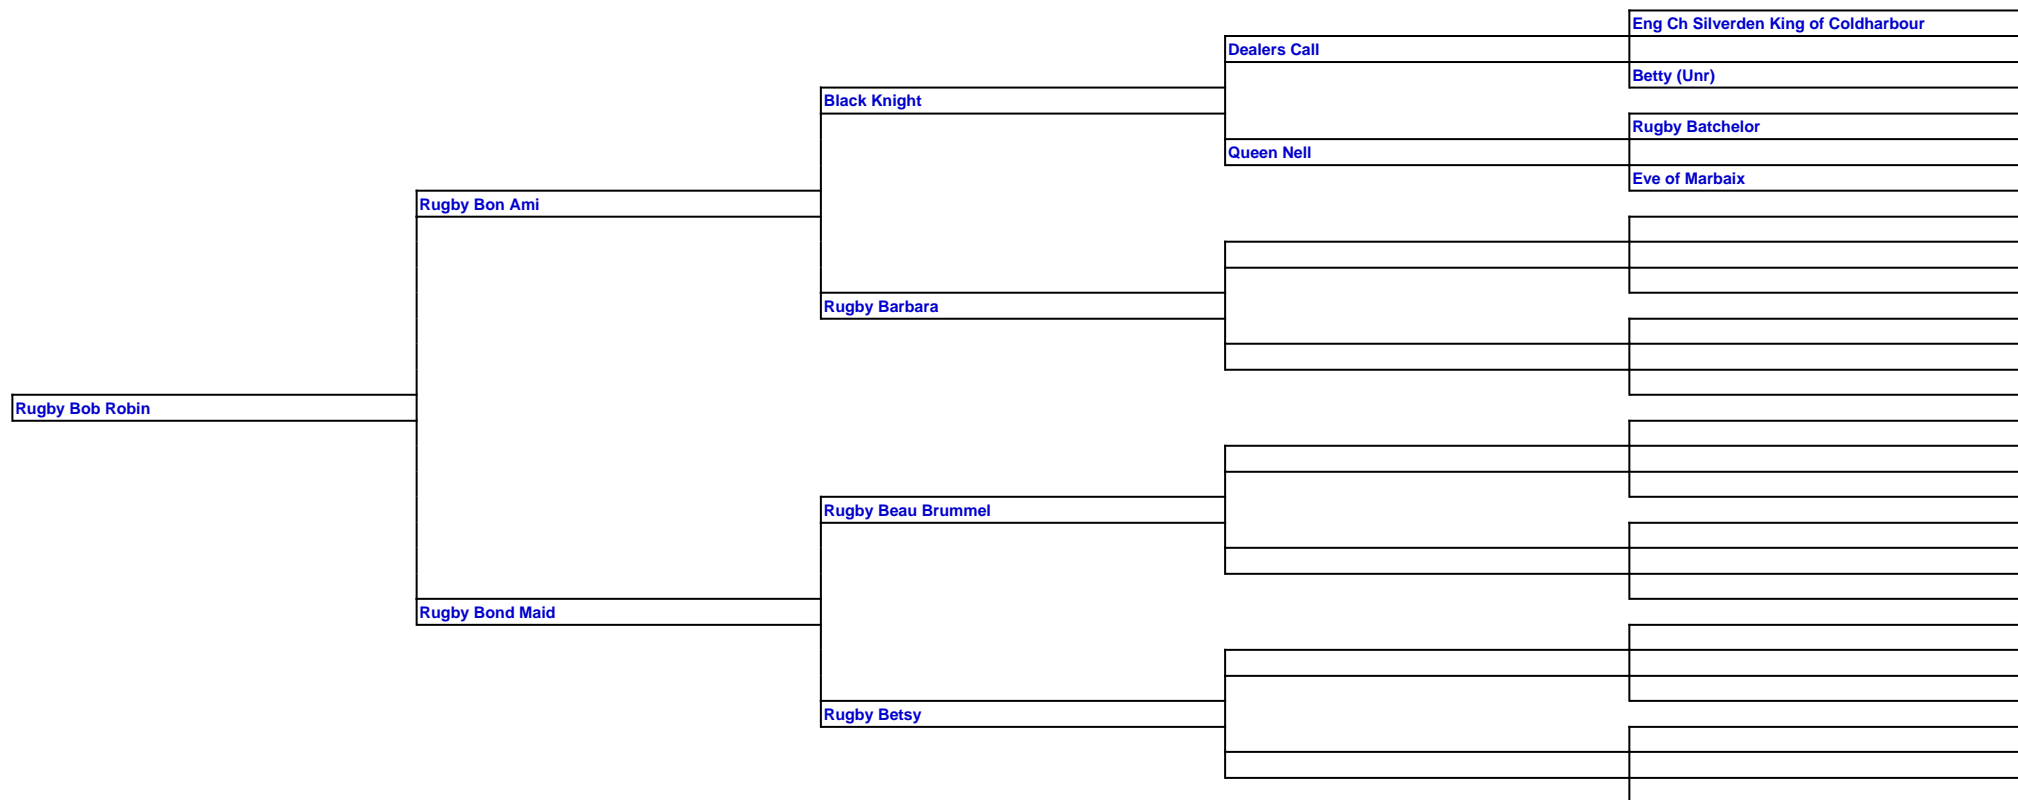 Eng Ch Silverden King of Coldharbour
Dealers Call
Betty (Unr)
Black Knight
Rugby Batchelor
Queen Nell
Eve of Marbaix
Rugby Bon Ami
Rugby Barbara
Rugby Bob Robin
Rugby Beau Brummel
Rugby Bond Maid
Rugby Betsy